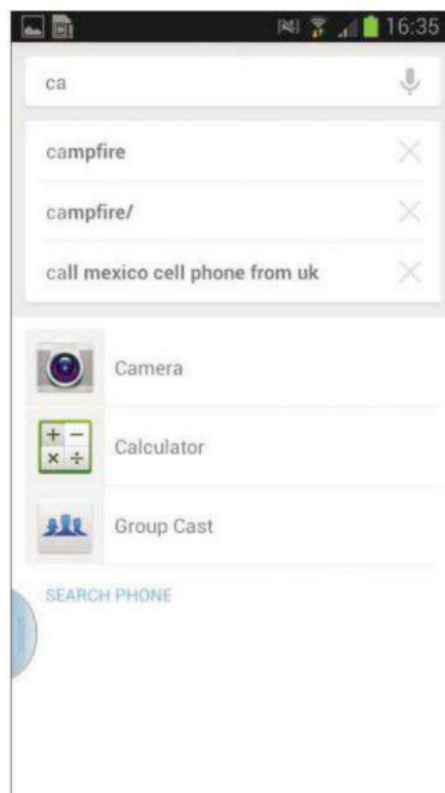 16:35
ca
campfire
campfire/
call mexico cell phone from uk
Camera
Calculator
Group Cast
SEARCH PHONE